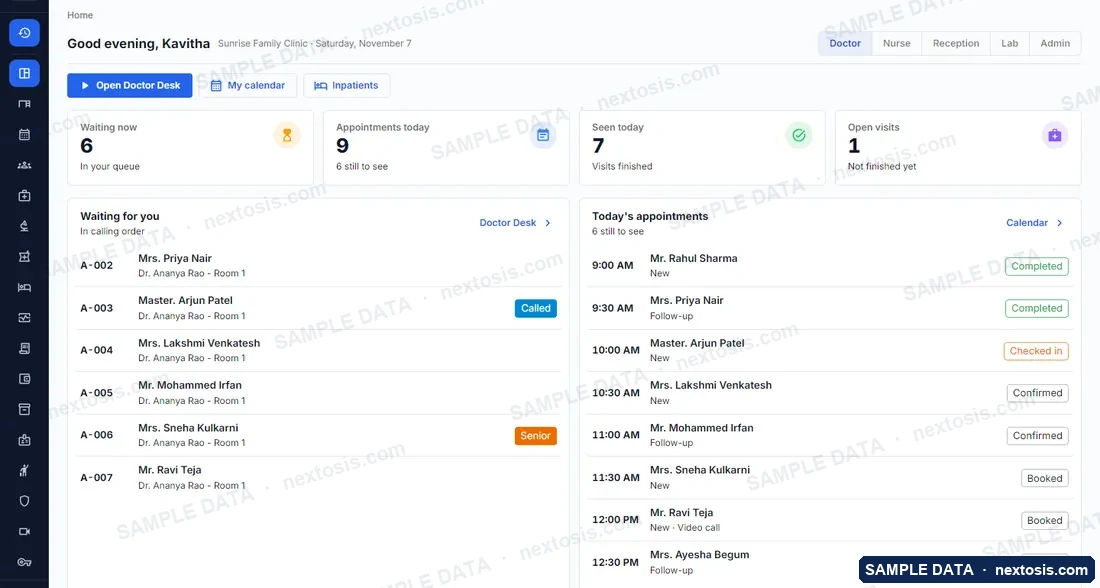 Home
Good evening, Kavitha Sunrise Family Clinic · Saturday, November 7
Doctor Nurse Reception Lab Admin
Open Doctor Desk My calendar Inpatients
Waiting now
6
In your queue
Appointments today
9
6 still to see
Seen today
7
Visits finished
Open visits
1
Not finished yet
Waiting for you
In calling order
Doctor Desk
A-002 Mrs. Priya Nair
Dr. Ananya Rao - Room 1
A-003 Master. Arjun Patel Called
Dr. Ananya Rao - Room 1
A-004 Mrs. Lakshmi Venkatesh
Dr. Ananya Rao - Room 1
A-005 Mr. Mohammed Irfan
Dr. Ananya Rao - Room 1
A-006 Mrs. Sneha Kulkarni Senior
Dr. Ananya Rao - Room 1
A-007 Mr. Ravi Teja
Dr. Ananya Rao - Room 1
Today's appointments
6 still to see
Calendar
9:00 AM Mr. Rahul Sharma Completed
New
9:30 AM Mrs. Priya Nair Completed
Follow-up
10:00 AM Master. Arjun Patel Checked in
New
10:30 AM Mrs. Lakshmi Venkatesh Confirmed
New
11:00 AM Mr. Mohammed Irfan Confirmed
Follow-up
11:30 AM Mrs. Sneha Kulkarni Booked
New
12:00 PM Mr. Ravi Teja Booked
New · Video call
12:30 PM Mrs. Ayesha Begum
Follow-up
SAMPLE DATA · nextosis.com